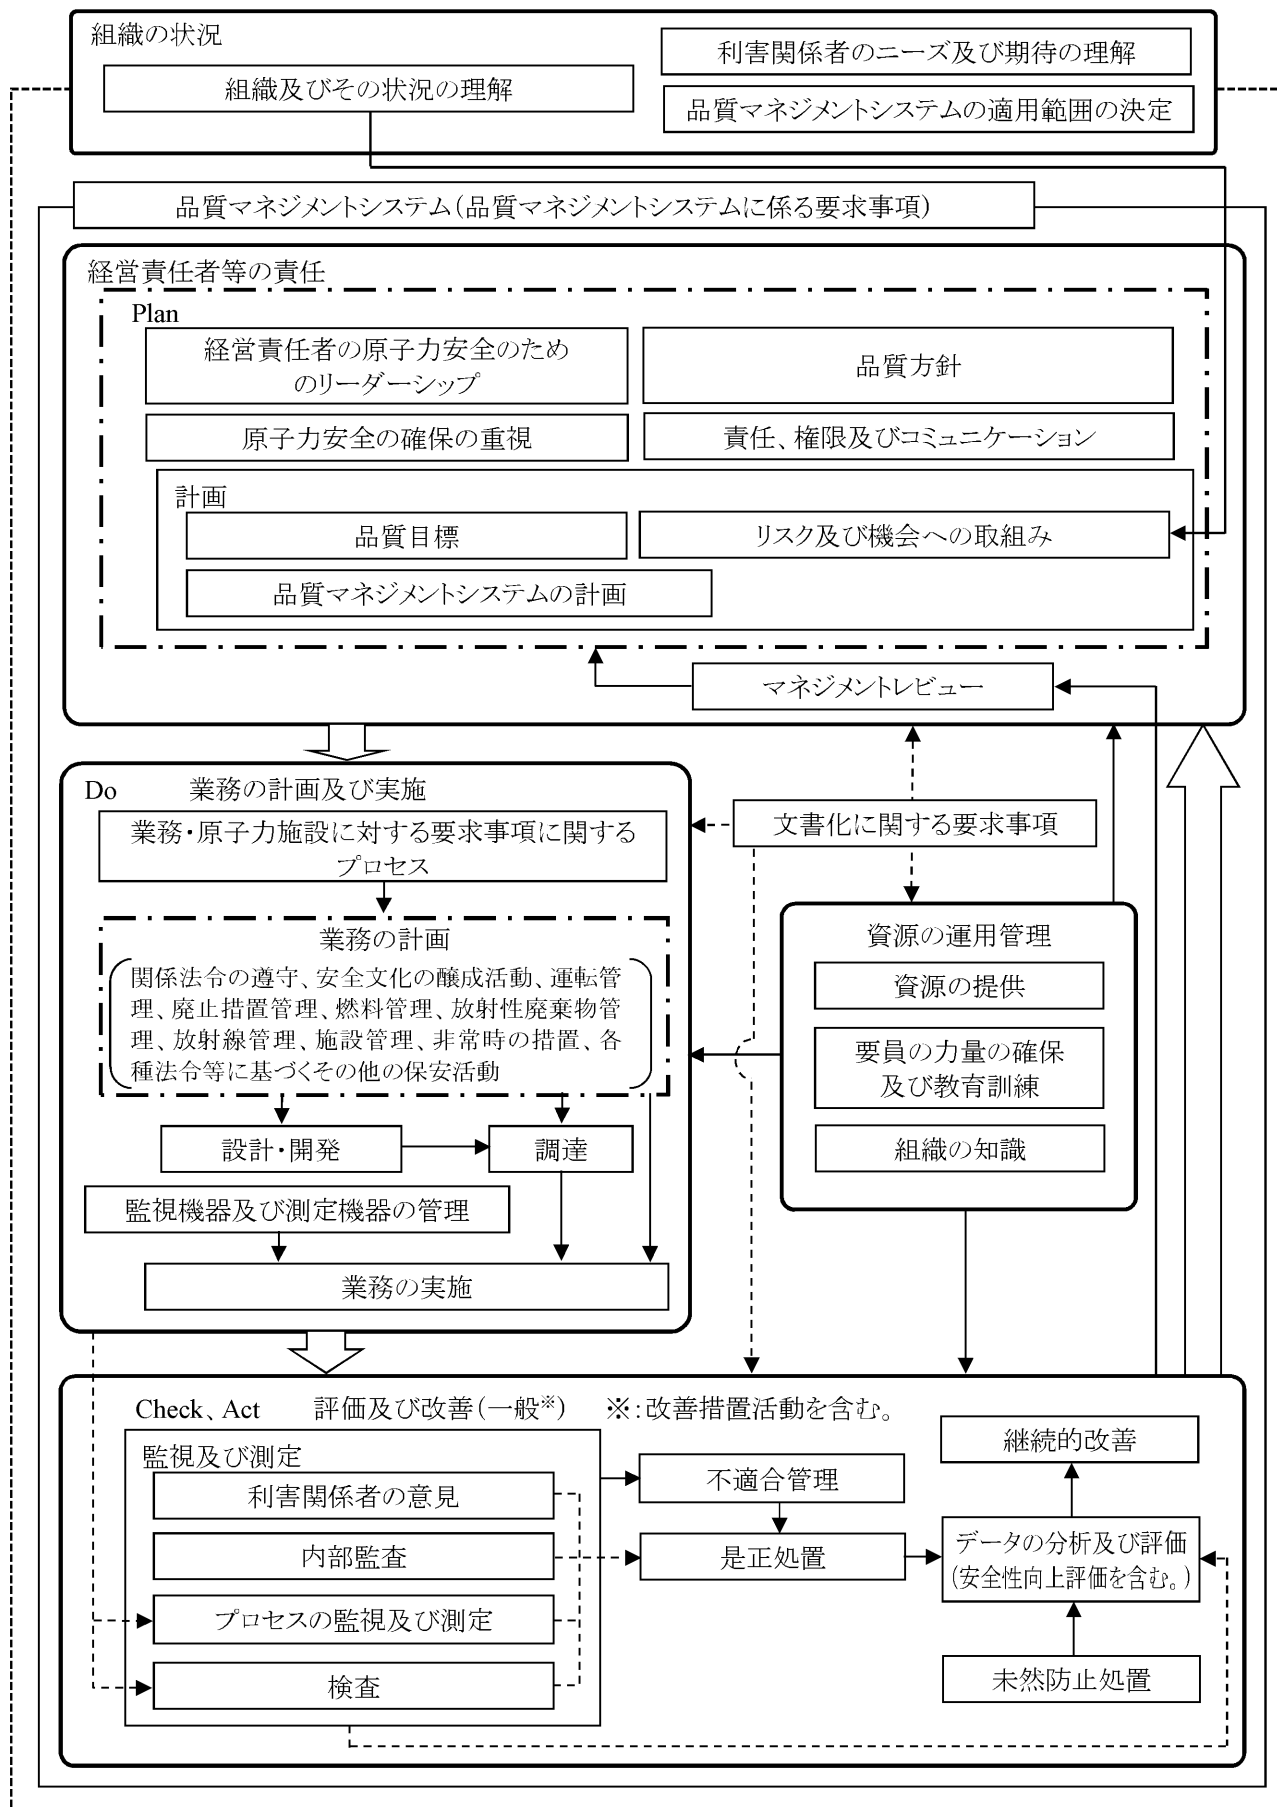 組織の状況
利害関係者のニーズ及び期待の理解
組織及びその状況の理解
品質マネジメントシステムの適用範囲の決定
品質マネジメントシステム(品質マネジメントシステムに係る要求事項)
経営責任者等の責任
Plan
経営責任者の原子力安全のため
のリーダーシップ
品質方針
原子力安全の確保の重視
責任、権限及びコミュニケーション
計画
品質目標
リスク及び機会への取組み
品質マネジメントシステムの計画
マネジメントレビュー
Do 業務の計画及び実施
業務・原子力施設に対する要求事項に関する
プロセス
文書化に関する要求事項
業務の計画
関係法令の遵守、安全文化の醸成活動、運転管
理、廃止措置管理、燃料管理、放射性廃棄物管
理、放射線管理、施設管理、非常時の措置、各
種法令等に基づくその他の保安活動
資源の運用管理
資源の提供
要員の力量の確保
及び教育訓練
組織の知識
設計・開発
調達
監視機器及び測定機器の管理
業務の実施
Check、Act 評価及び改善(一般※) ※:改善措置活動を含む。
監視及び測定
利害関係者の意見
内部監査
プロセスの監視及び測定
検査
不適合管理
是正処置
継続的改善
データの分析及び評価
(安全性向上評価を含む。)
未然防止処置